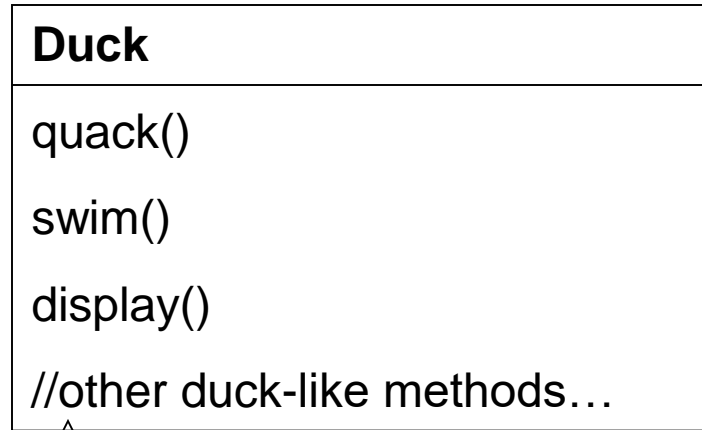 Duck
quack()
swim()
display()
//other duck-like methods…